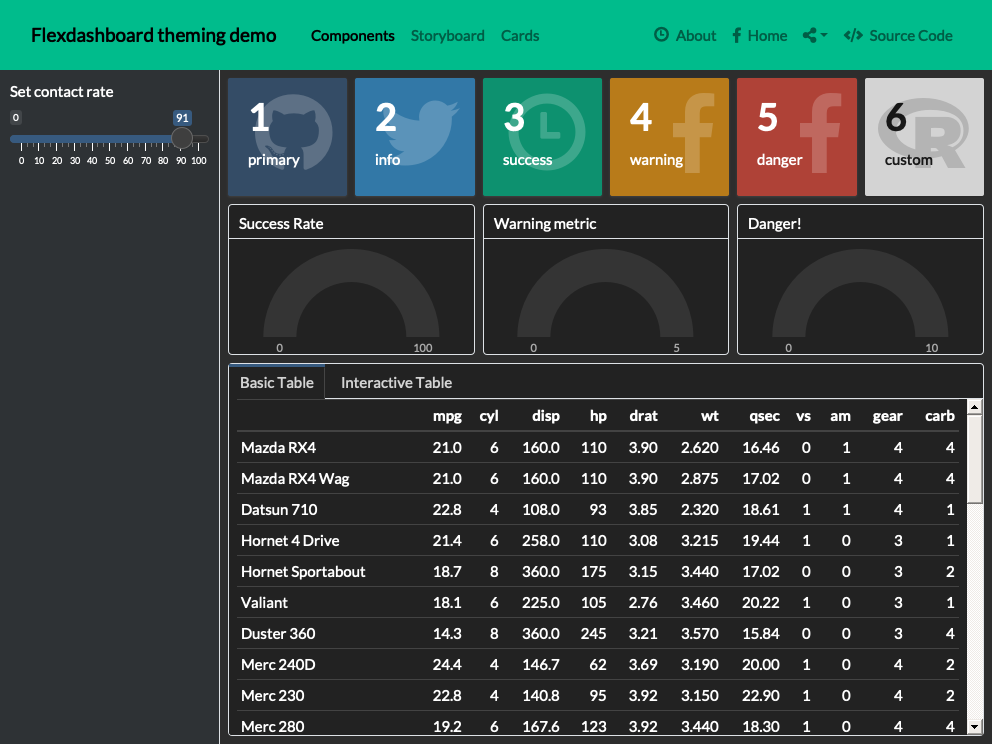 Flexdashboard theming demo Components Storyboard Cards About Home Source Code
Set contact rate
0 91
0 10 20 30 40 50 60 70 80 90 100
1 2 3 4 5 6
primary info success warning danger custom
Success Rate Warning metric Danger!
0 100 0 5 0 10
Basic Table Interactive Table
mpg cyl disp hp drat wt qsec vs am gear carb
Mazda RX4 21.0 6 160.0 110 3.90 2.620 16.46 0 1 4 4
Mazda RX4 Wag 21.0 6 160.0 110 3.90 2.875 17.02 0 1 4 4
Datsun 710 22.8 4 108.0 93 3.85 2.320 18.61 1 1 4 1
Hornet 4 Drive 21.4 6 258.0 110 3.08 3.215 19.44 1 0 3 1
Hornet Sportabout 18.7 8 360.0 175 3.15 3.440 17.02 0 0 3 2
Valiant 18.1 6 225.0 105 2.76 3.460 20.22 1 0 3 1
Duster 360 14.3 8 360.0 245 3.21 3.570 15.84 0 0 3 4
Merc 240D 24.4 4 146.7 62 3.69 3.190 20.00 1 0 4 2
Merc 230 22.8 4 140.8 95 3.92 3.150 22.90 1 0 4 2
Merc 280 19.2 6 167.6 123 3.92 3.440 18.30 1 0 4 4